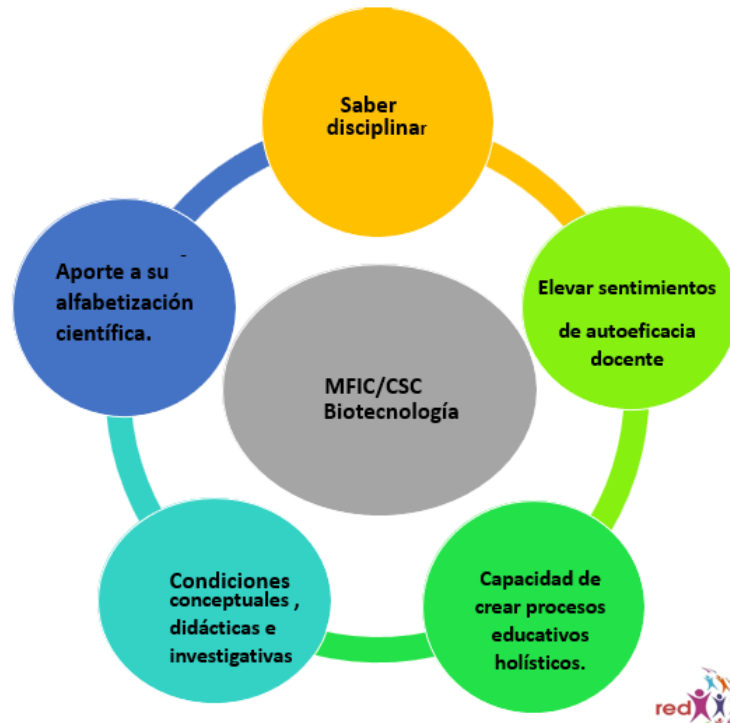 Saber
disciplinar
Elevar sentimientos
de autoeficacia
docente
Capacidad de
crear procesos
educativos
holísticos.
Condiciones
conceptuales ,
didácticas e
investigativas
Aporte a su
alfabetización
científica.
MFIC/CSC
Biotecnología
red